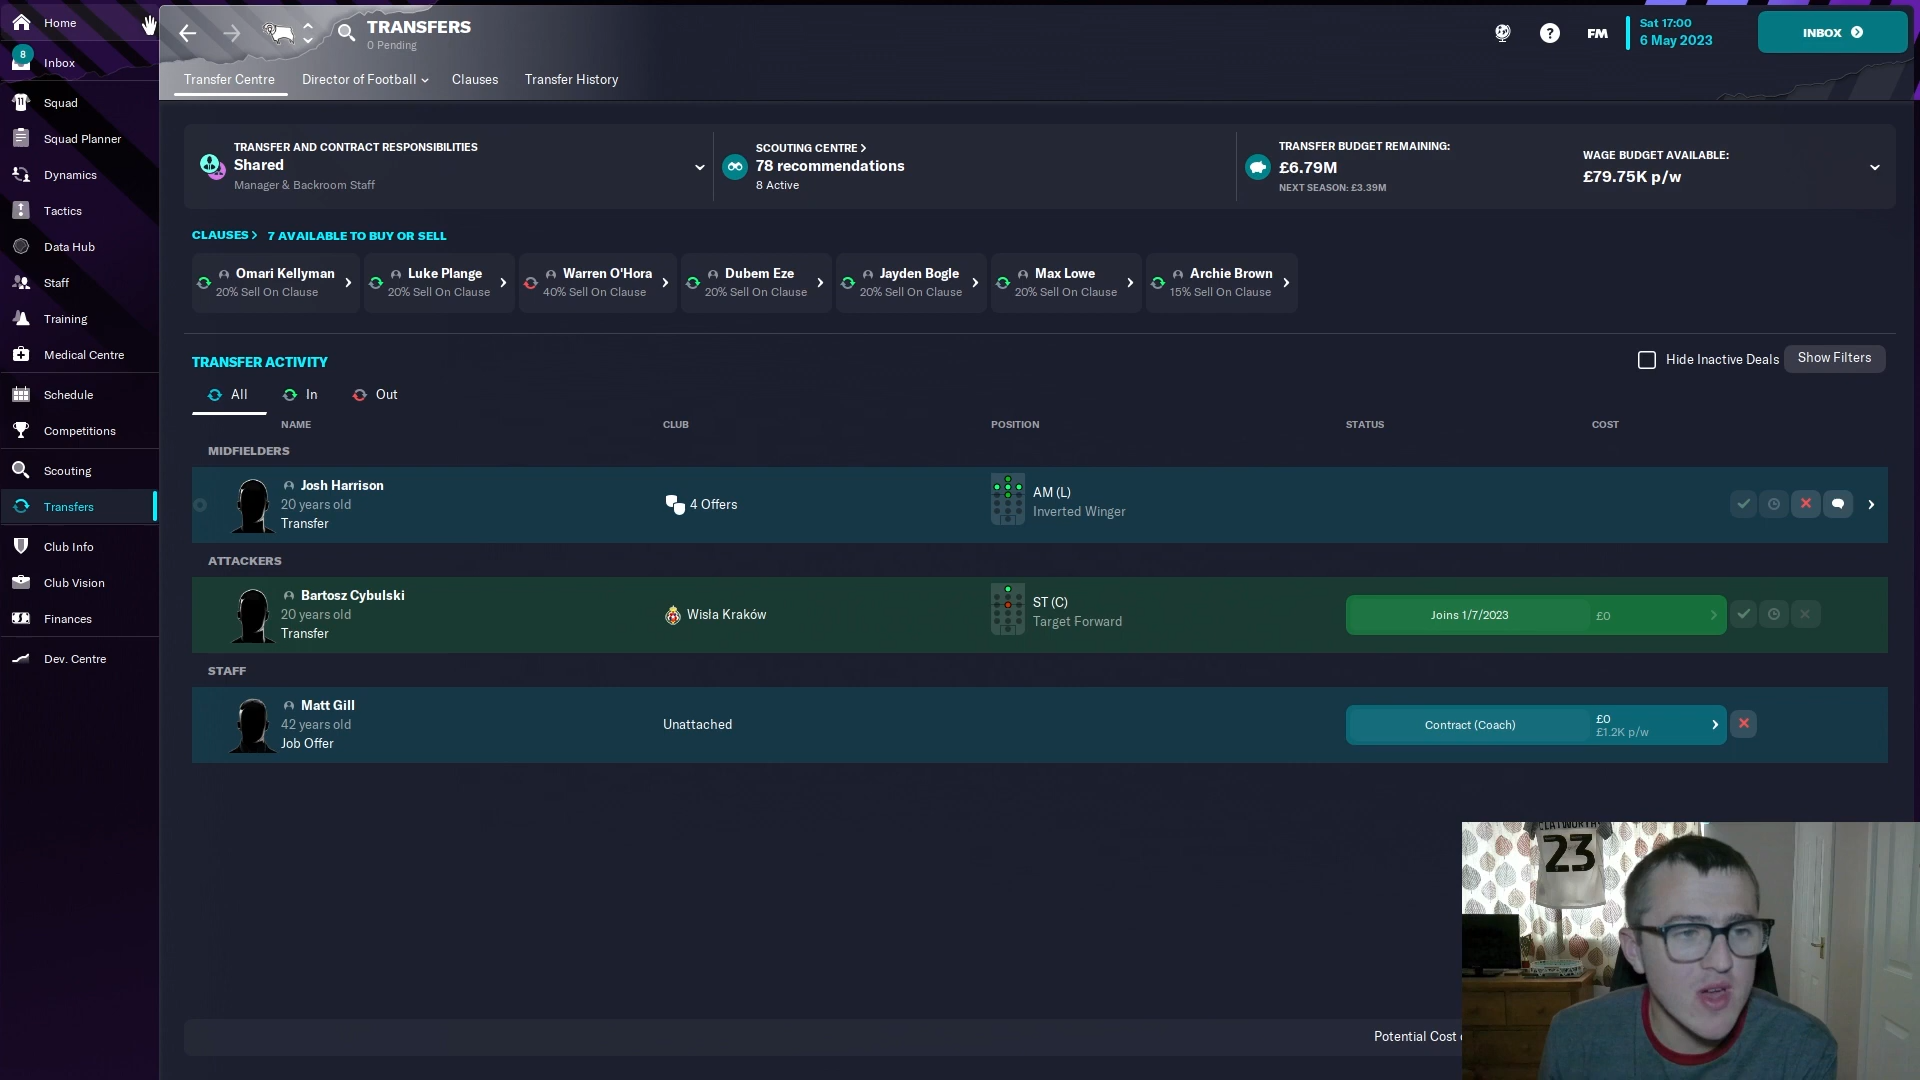 Home
8
Inbox
Squad
Squad Planner
Dynamics
Tactics
Data Hub
Staff
Training
Medical Centre
Schedule
Competitions
Scouting
Transfers
Club Info
Club Vision
Finances
Dev. Centre
TRANSFERS
0 Pending
FM
Sat 17:00
6 May 2023
INBOX
Transfer Centre
Director of Football
Clauses
Transfer History
TRANSFER AND CONTRACT RESPONSIBILITIES
Shared
Manager & Backroom Staff
SCOUTING CENTRE >
78 recommendations
8 Active
TRANSFER BUDGET REMAINING:
£6.79M
NEXT SEASON: £3.39M
WAGE BUDGET AVAILABLE:
£79.75K p/w
CLAUSES > 7 AVAILABLE TO BUY OR SELL
Omari Kellyman
20% Sell On Clause
Luke Plange
20% Sell On Clause
Warren O'Hora
40% Sell On Clause
Dubem Eze
20% Sell On Clause
Jayden Bogle
20% Sell On Clause
Max Lowe
20% Sell On Clause
Archie Brown
15% Sell On Clause
TRANSFER ACTIVITY
Hide Inactive Deals
Show Filters
All
In
Out
NAME
CLUB
POSITION
STATUS
COST
MIDFIELDERS
Josh Harrison
20 years old
Transfer
4 Offers
AM (L)
Inverted Winger
ATTACKERS
Bartosz Cybulski
20 years old
Transfer
Wisła Kraków
ST (C)
Target Forward
Joins 1/7/2023
£0
STAFF
Matt Gill
42 years old
Job Offer
Unattached
Contract (Coach)
£0
£1.2K p/w
Potential Cost
23